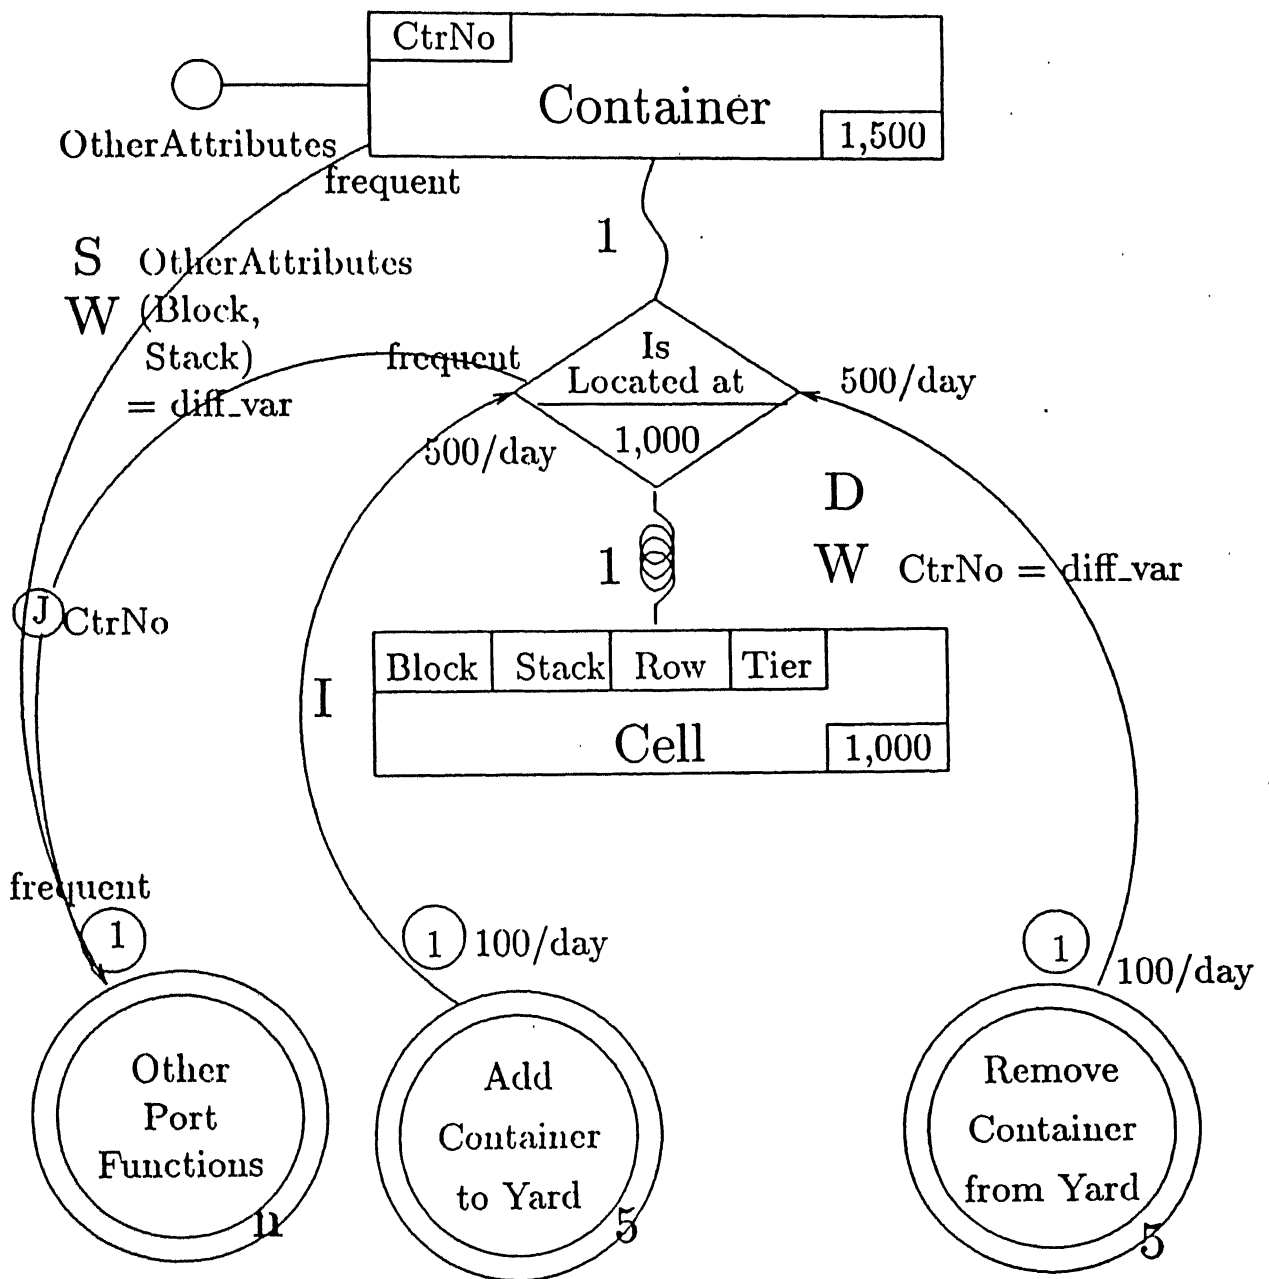 CtrNo
Container
1,500
OtherAttributes
frequent
1
S OtherAttributes
W (Block,
Stack)
= diff_var
frequent
Is
Located at
1,000
500/day
500/day
D
W CtrNo = diff_var
1
J CtrNo
I
Block Stack Row Tier
Cell
1,000
frequent
1
1 100/day
1
100/day
Other
Port
Functions
n
Add
Container
to Yard
5
Remove
Container
from Yard
5